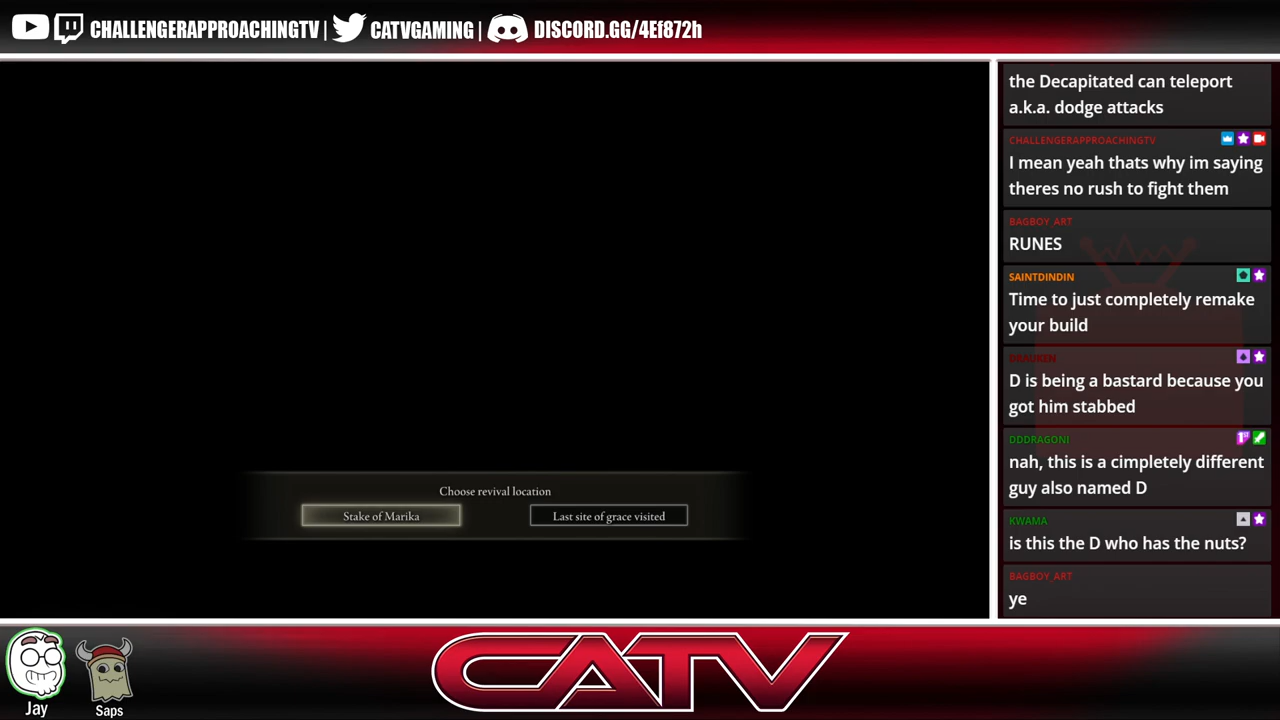 CHALLENGERAPPROACHINGTV | CATVGAMING | DISCORD.GG/4Ef872h
the Decapitated can teleport
a.k.a. dodge attacks
CHALLENGERAPPROACHINGTV
I mean yeah thats why im saying
theres no rush to fight them
BAGBOY_ART
RUNES
SAINTDINDIN
Time to just completely remake
your build
DRAUKEN
D is being a bastard because you
got him stabbed
DDDRAGONI
nah, this is a cimpletely different
guy also named D
KWAMA
is this the D who has the nuts?
BAGBOY_ART
ye
Choose revival location
Stake of Marika
Last site of grace visited
Jay
Saps
CATV